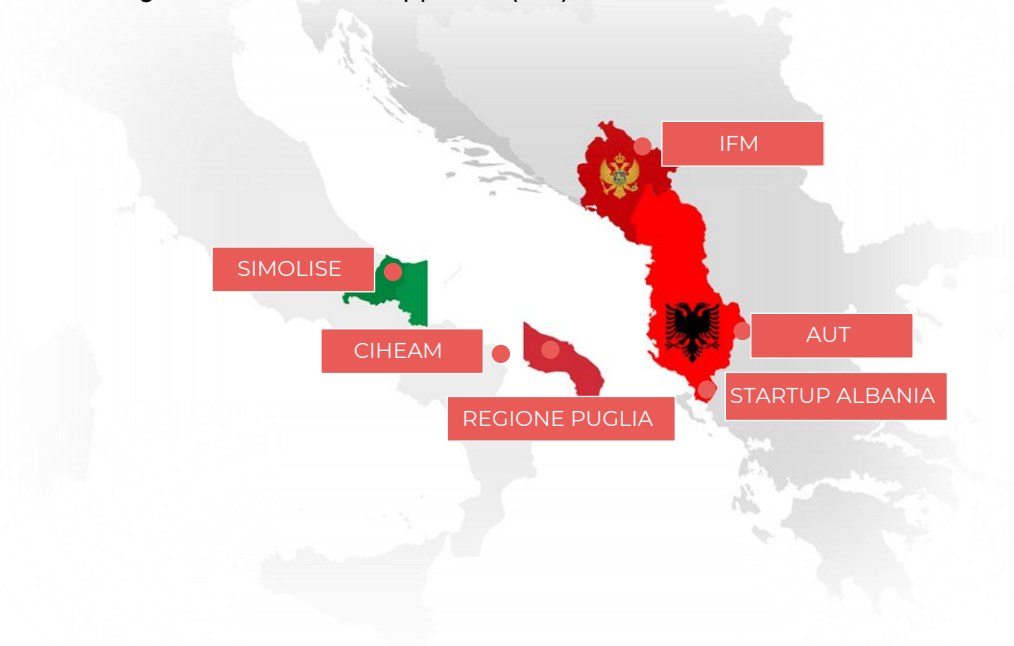 IFM
SIMOLISE
AUT
CIHEAM
STARTUP ALBANIA
REGIONE PUGLIA